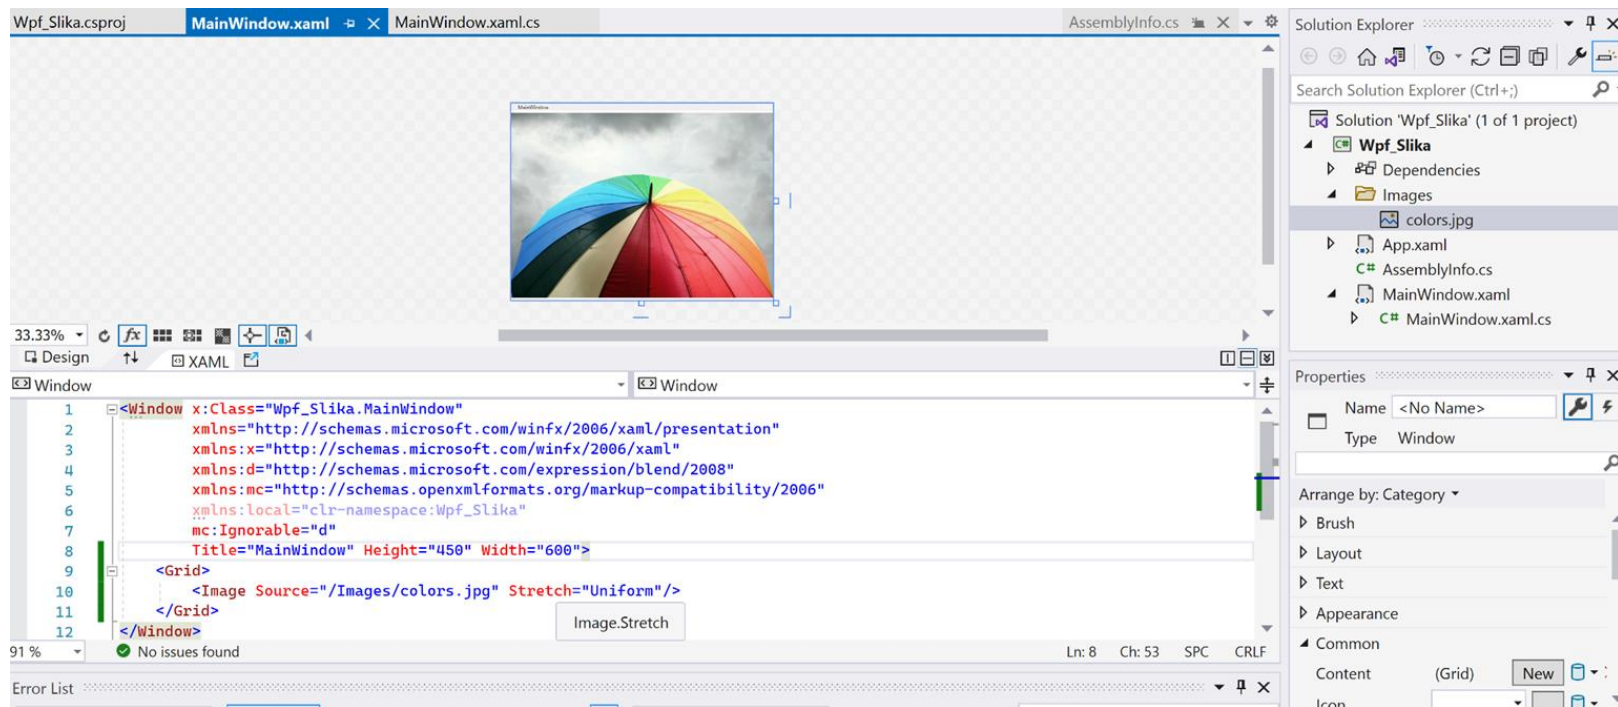 Wpf_Slika.csproj
MainWindow.xaml
MainWindow.xaml.cs
AssemblyInfo.cs
MainWindow
33.33%
fx
Design
XAML
Window
Window
1 <Window x:Class="Wpf_Slika.MainWindow"
2 xmlns="http://schemas.microsoft.com/winfx/2006/xaml/presentation"
3 xmlns:x="http://schemas.microsoft.com/winfx/2006/xaml"
4 xmlns:d="http://schemas.microsoft.com/expression/blend/2008"
5 xmlns:mc="http://schemas.openxmlformats.org/markup-compatibility/2006"
6 xmlns:local="clr-namespace:Wpf_Slika"
7 mc:Ignorable="d"
8 Title="MainWindow" Height="450" Width="600">
9 <Grid>
10 <Image Source="/Images/colors.jpg" Stretch="Uniform"/>
11 </Grid>
Image.Stretch
12 </Window>
91 %
No issues found
Ln: 8
Ch: 53
SPC
CRLF
Error List
Solution Explorer
Search Solution Explorer (Ctrl+;)
Solution 'Wpf_Slika' (1 of 1 project)
C# Wpf_Slika
Dependencies
Images
colors.jpg
App.xaml
C# AssemblyInfo.cs
MainWindow.xaml
C# MainWindow.xaml.cs
Properties
Name <No Name>
Type Window
Arrange by: Category
Brush
Layout
Text
Appearance
Common
Content (Grid) New
Icon